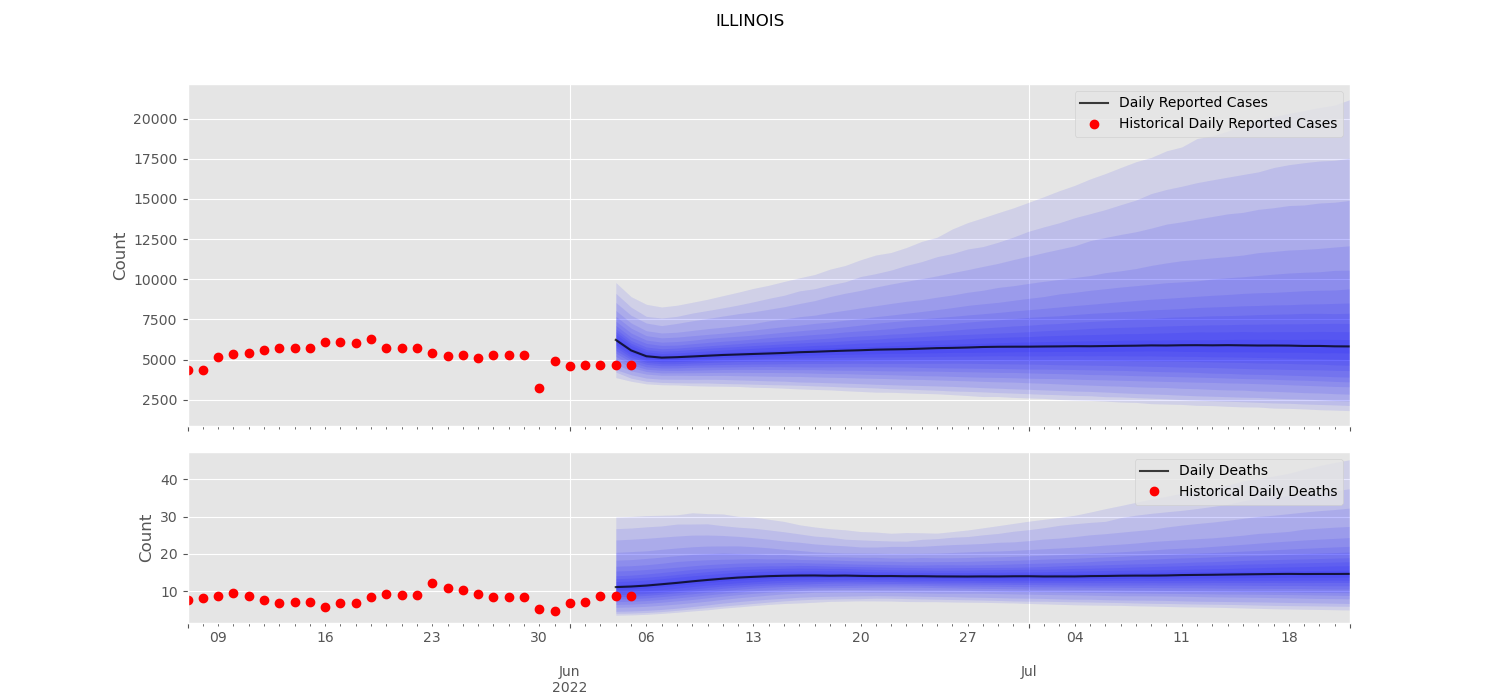 ILLINOIS
Daily Reported Cases
Historical Daily Reported Cases
20000
17500
15000
12500
10000
7500
5000
2500
Count
Daily Deaths
Historical Daily Deaths
40
30
20
10
Count
09 16 23 30 06 13 20 27 04 11 18
Jun Jul
2022